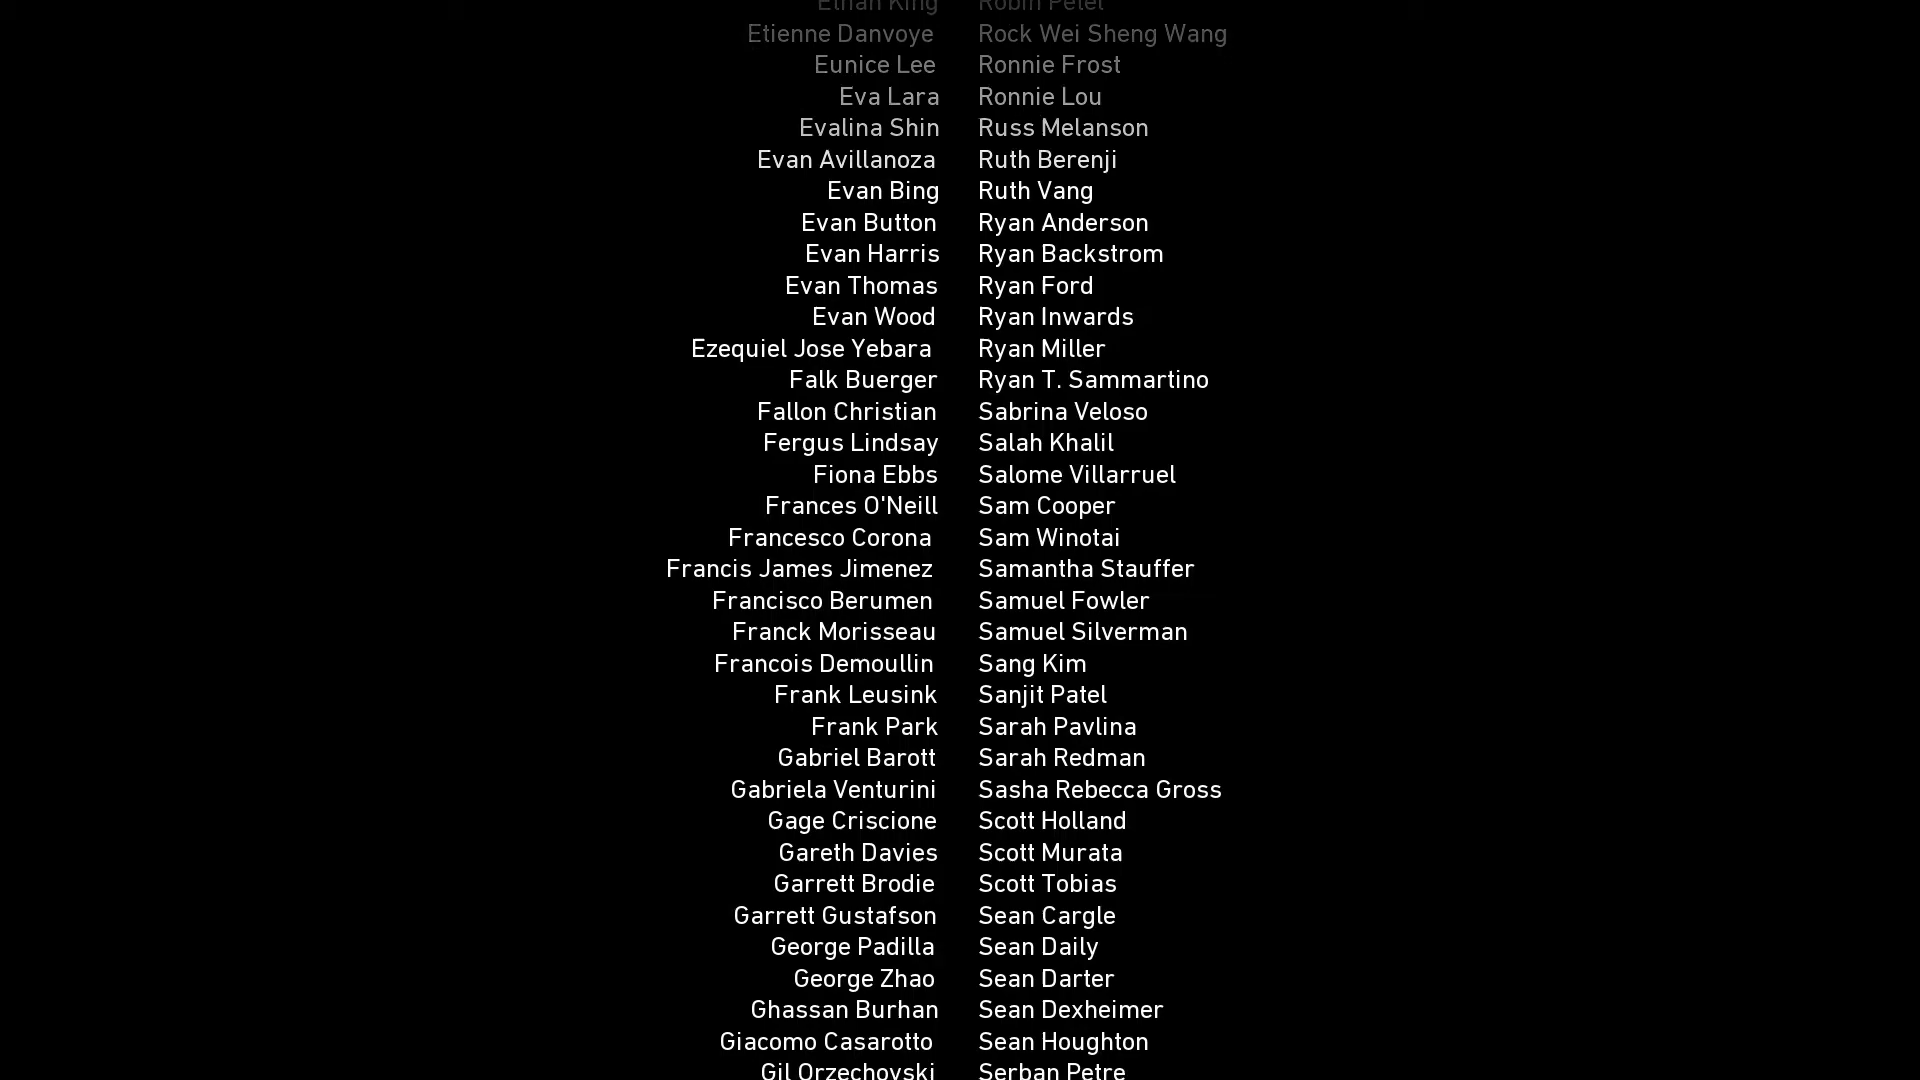 Ethan King Robin Petel
Etienne Danvoye Rock Wei Sheng Wang
Eunice Lee Ronnie Frost
Eva Lara Ronnie Lou
Evalina Shin Russ Melanson
Evan Avillanoza Ruth Berenji
Evan Bing Ruth Vang
Evan Button Ryan Anderson
Evan Harris Ryan Backstrom
Evan Thomas Ryan Ford
Evan Wood Ryan Inwards
Ezequiel Jose Yebara Ryan Miller
Falk Buerger Ryan T. Sammartino
Fallon Christian Sabrina Veloso
Fergus Lindsay Salah Khalil
Fiona Ebbs Salome Villarruel
Frances O'Neill Sam Cooper
Francesco Corona Sam Winotai
Francis James Jimenez Samantha Stauffer
Francisco Berumen Samuel Fowler
Franck Morisseau Samuel Silverman
Francois Demoullin Sang Kim
Frank Leusink Sanjit Patel
Frank Park Sarah Pavlina
Gabriel Barott Sarah Redman
Gabriela Venturini Sasha Rebecca Gross
Gage Criscione Scott Holland
Gareth Davies Scott Murata
Garrett Brodie Scott Tobias
Garrett Gustafson Sean Cargle
George Padilla Sean Daily
George Zhao Sean Darter
Ghassan Burhan Sean Dexheimer
Giacomo Casarotto Sean Houghton
Gil Orzechovski Serban Petre